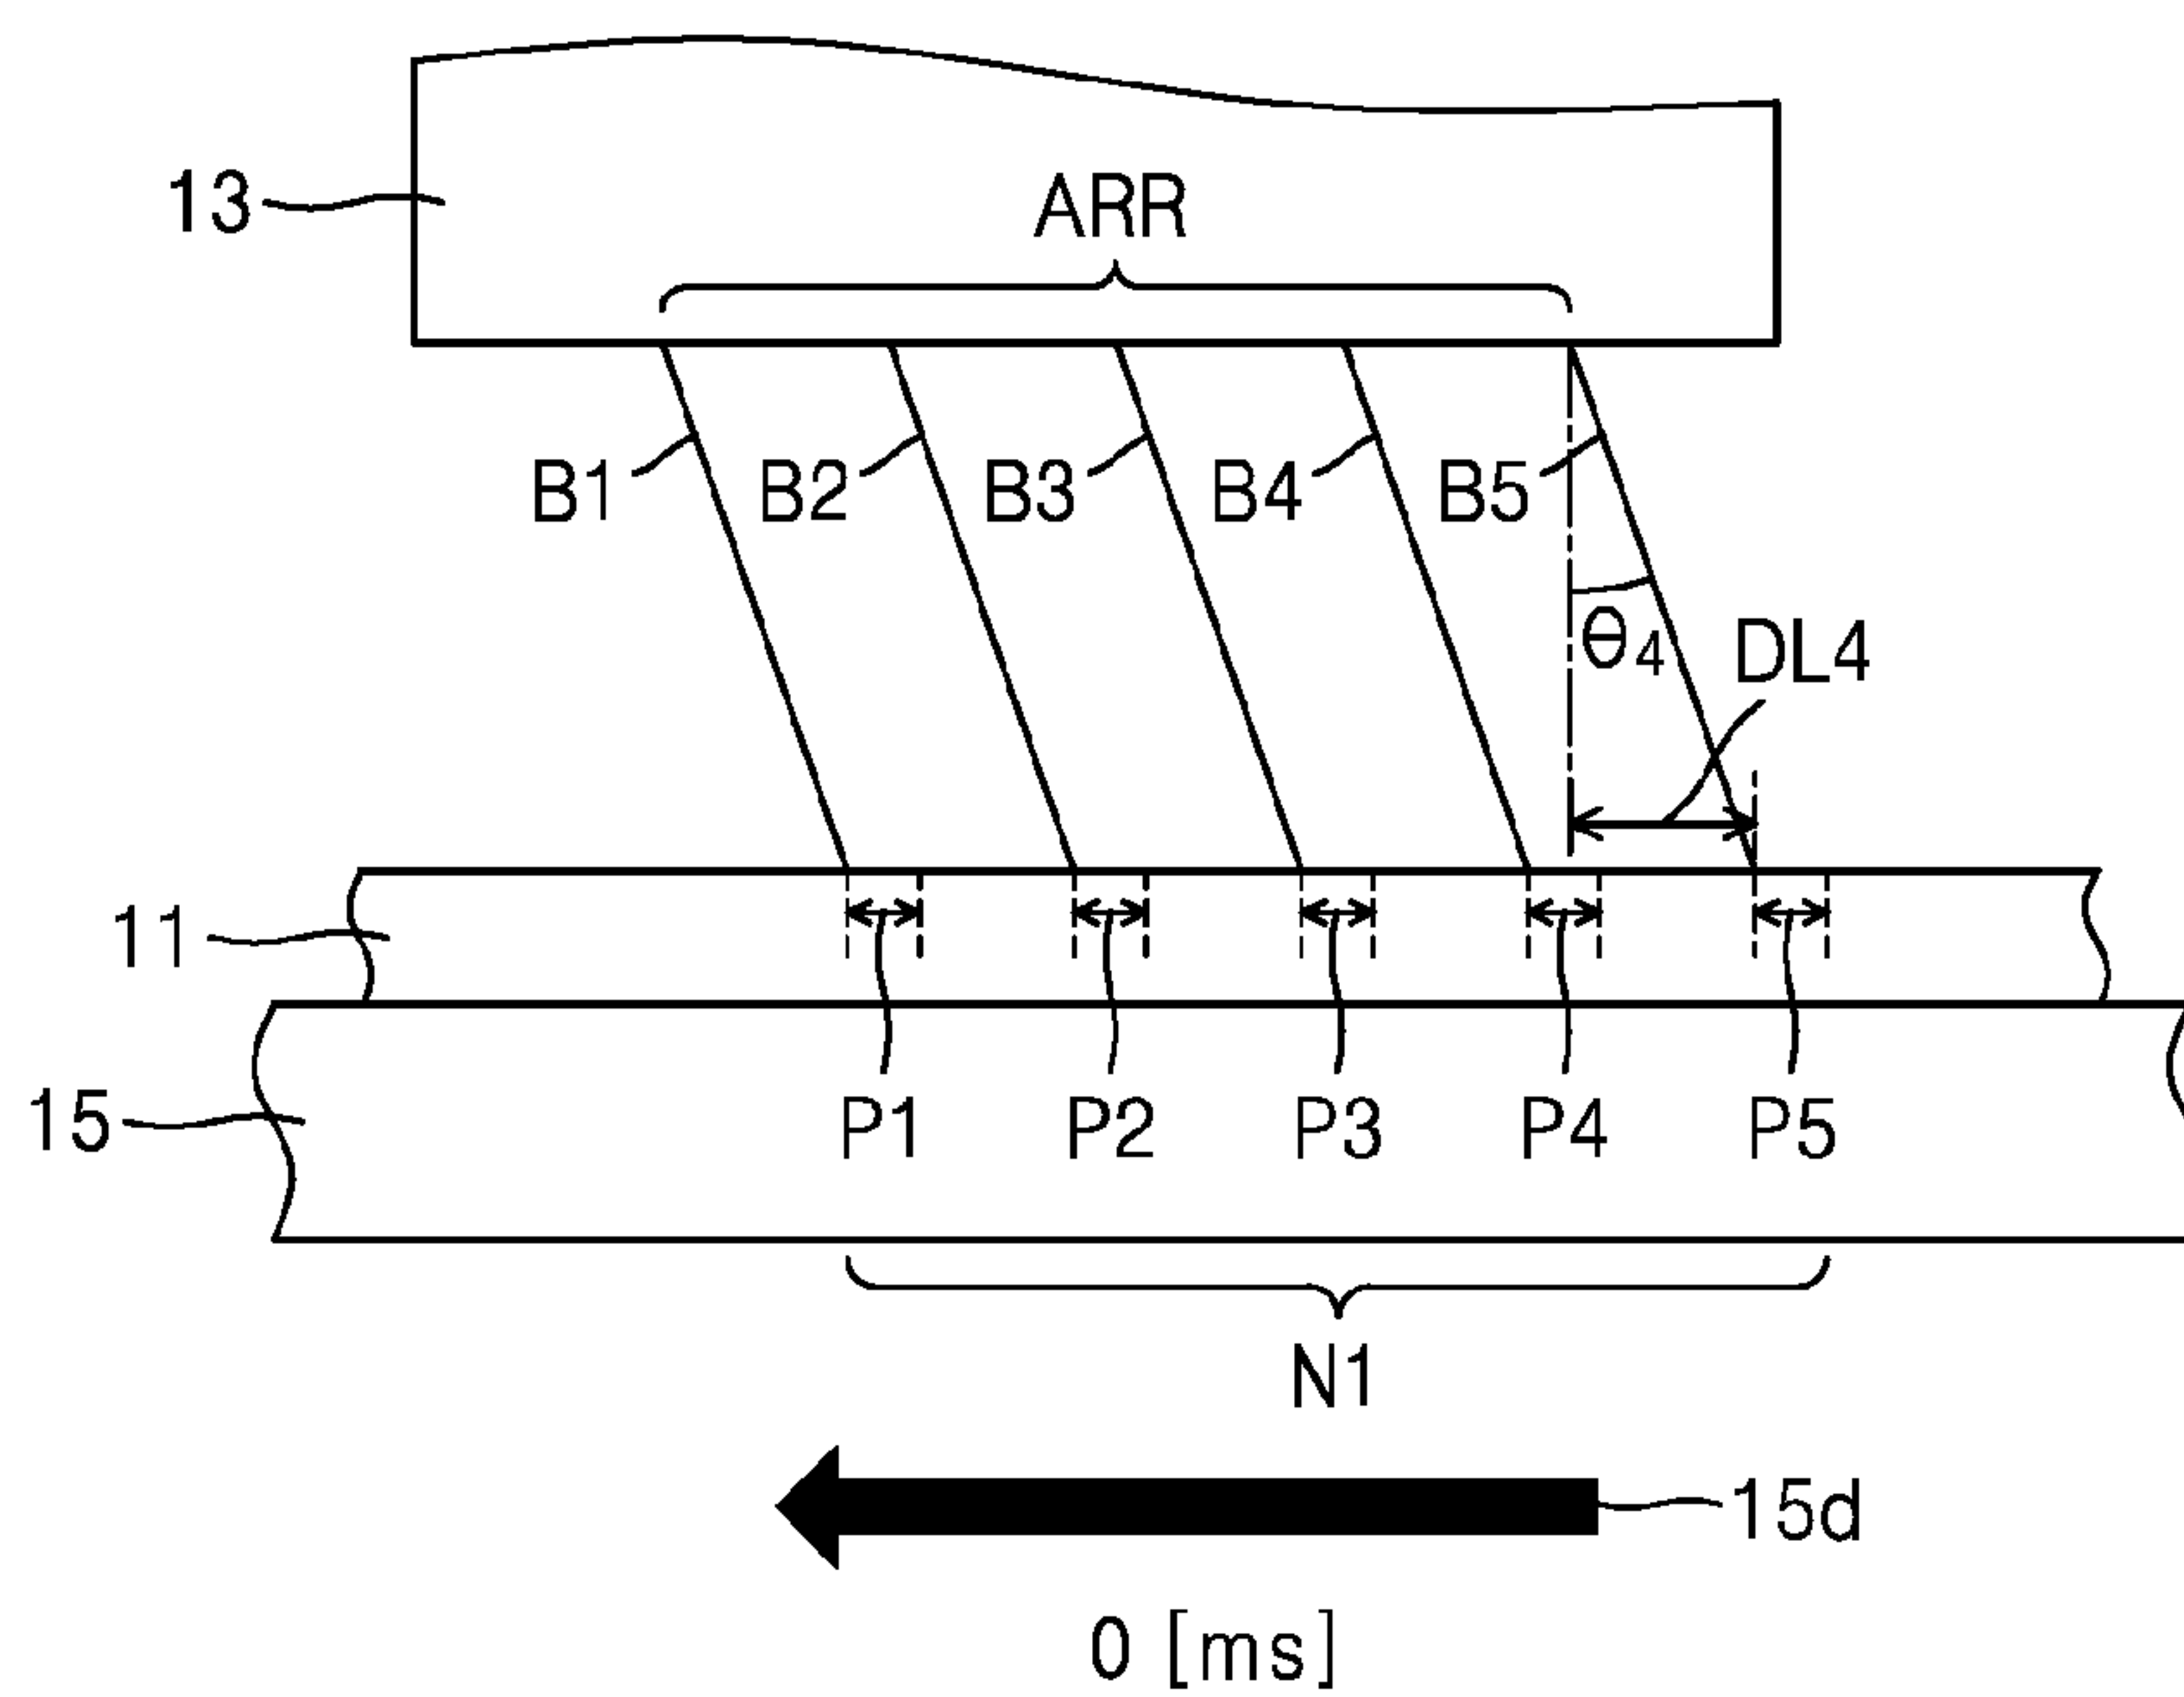 13
ARR
B1 B2 B3 B4 B5
θ4
DL4
11
15
P1 P2 P3 P4 P5
N1
15d
0 [ms]